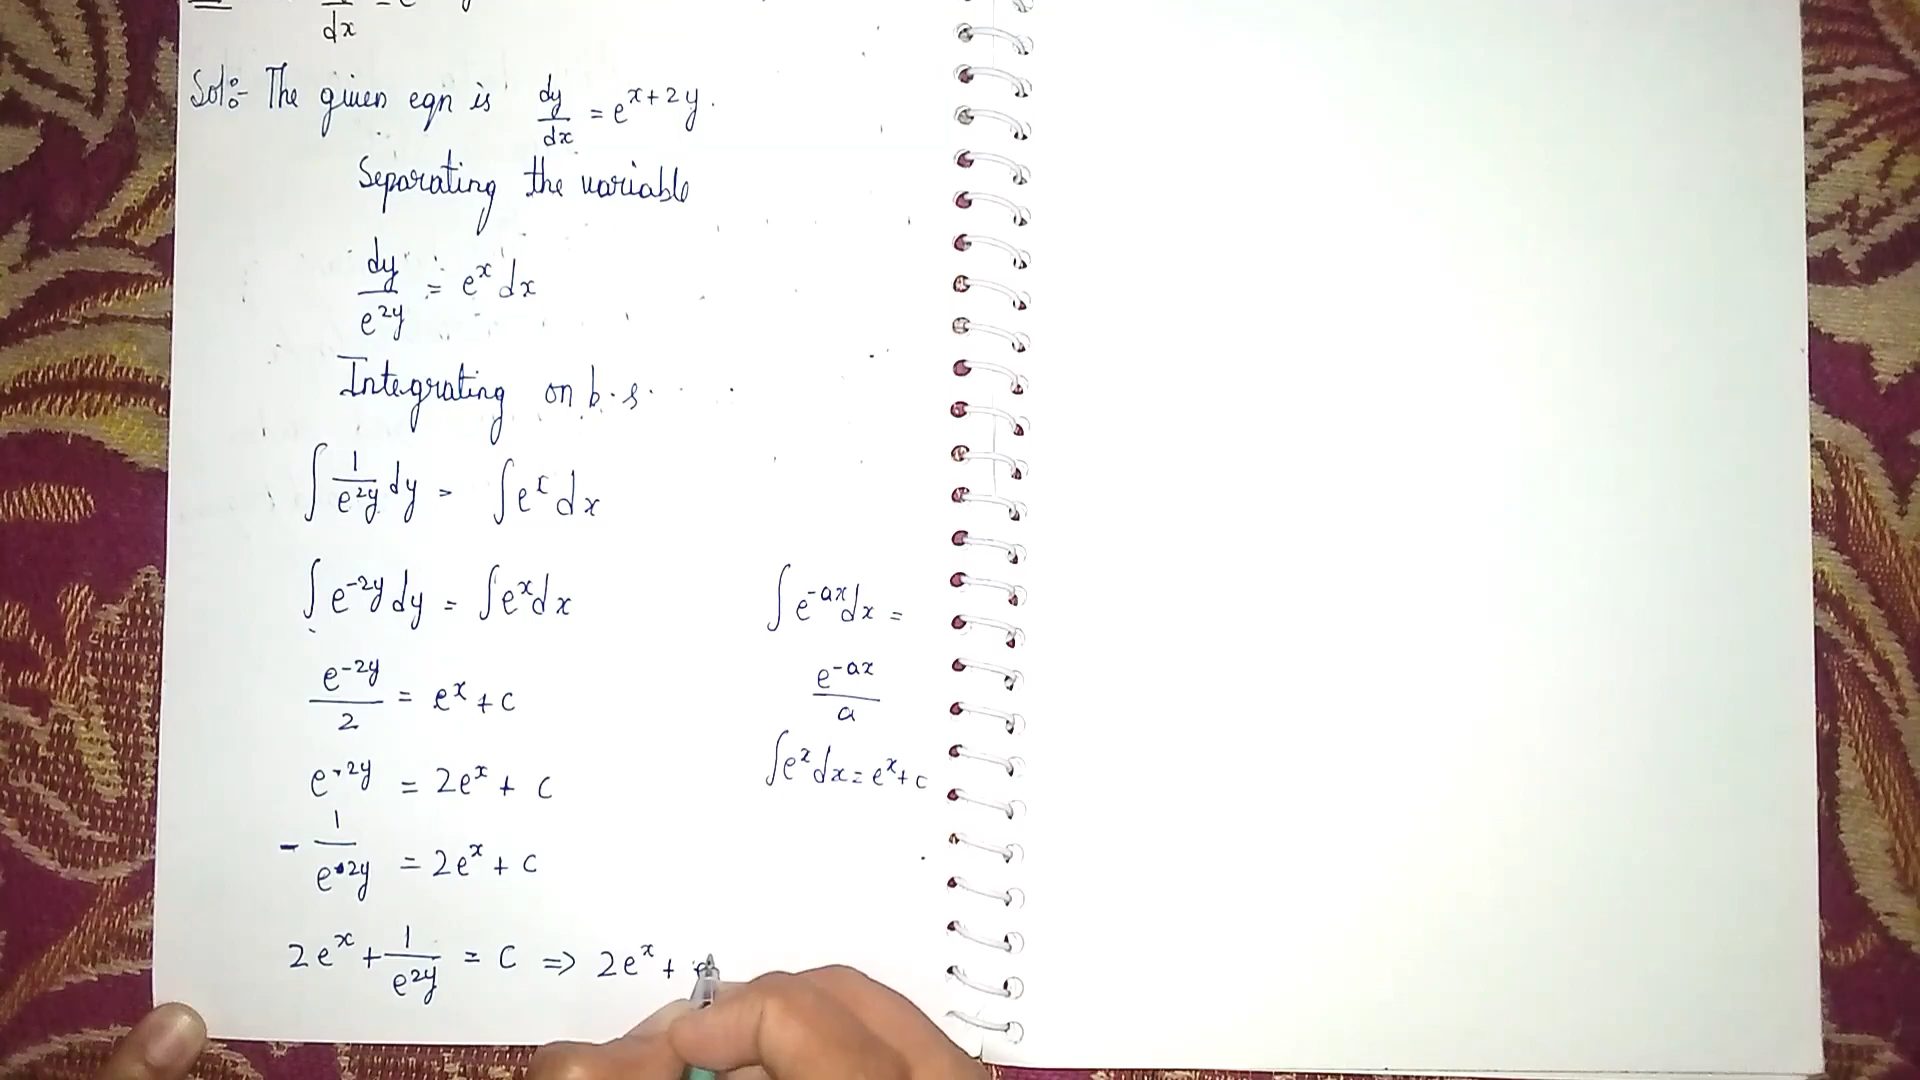 dx
Sol:- The given eqn is dy/dx = e^{x+2y}.
Separating the variable
dy/e^{2y} = e^x dx
Integrating on b.s.
∫ 1/e^{2y} dy = ∫ e^x dx
∫ e^{-2y} dy = ∫ e^x dx
e^{-2y}/2 = e^x + c
e^{-2y} = 2e^x + c
- 1/e^{2y} = 2e^x + c
2e^x + 1/e^{2y} = c ⇒ 2e^x +
∫ e^{-ax} dx =
e^{-ax}/a
∫ e^x dx = e^x + c